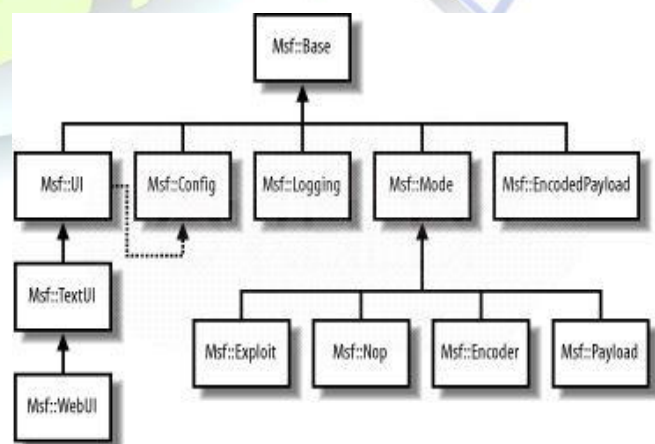 Msf::Base
Msf::UI
Msf::Config
Msf::Logging
Msf::Mode
Msf::EncodedPayload
Msf::TextUI
Msf::Exploit
Msf::Nop
Msf::Encoder
Msf::Payload
Msf::WebUI